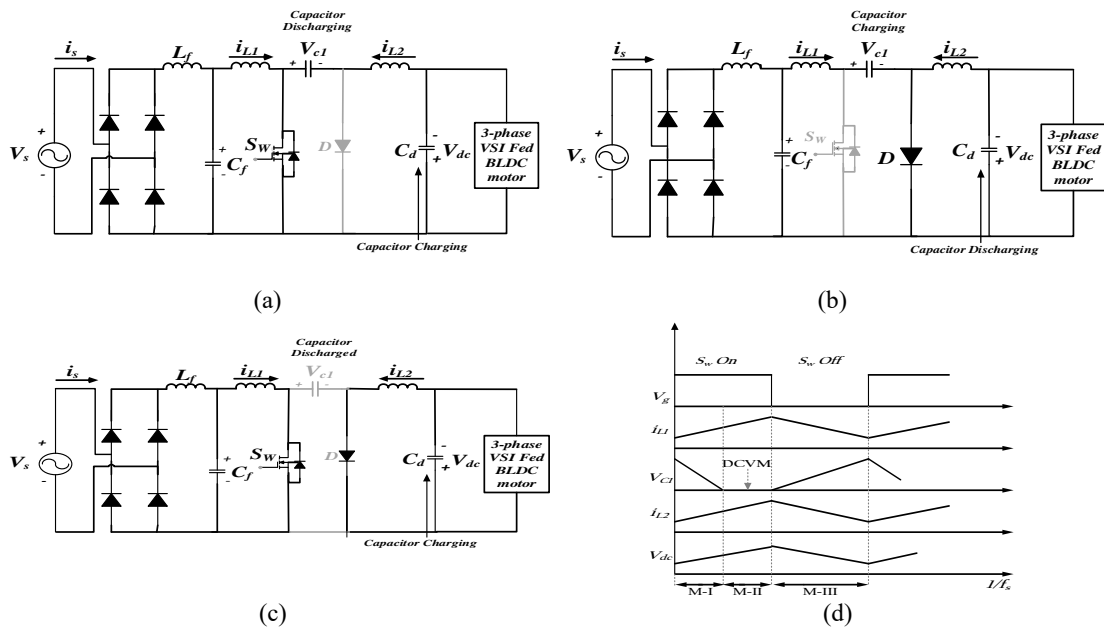 Capacitor
Discharging
i_s
L_f
i_L1
V_c1
+ -
i_L2
+
V_s
-
S_W
+
C_f
-
D
C_d
-
+
V_dc
3-phase
VSI Fed
BLDC
motor
Capacitor Charging
(a)
Capacitor
Charging
i_s
L_f
i_L1
V_c1
+ -
i_L2
+
V_s
-
S_W
+
C_f
-
D
C_d
-
+
V_dc
3-phase
VSI Fed
BLDC
motor
Capacitor Discharging
(b)
Capacitor
Discharged
i_s
L_f
i_L1
V_c1
+ -
i_L2
+
V_s
-
S_W
+
C_f
-
D
C_d
-
+
V_dc
3-phase
VSI Fed
BLDC
motor
Capacitor Charging
(c)
S_w On
S_w Off
V_g
i_L1
V_C1
DCVM
i_L2
V_dc
M-I
M-II
M-III
1/f_s
(d)